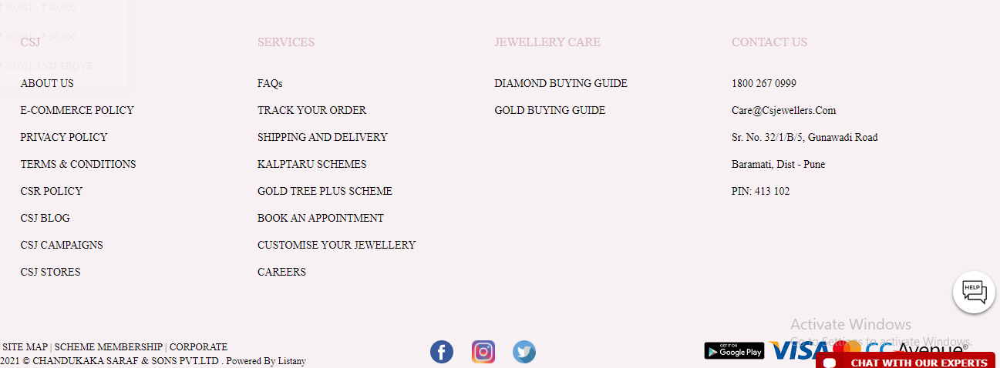 ₹ 30,001 - ₹ 40,000
₹ 40,001 - ₹ 50,000
₹ 50,001 AND ABOVE
CSJ
ABOUT US
E-COMMERCE POLICY
PRIVACY POLICY
TERMS & CONDITIONS
CSR POLICY
CSJ BLOG
CSJ CAMPAIGNS
CSJ STORES
SERVICES
FAQs
TRACK YOUR ORDER
SHIPPING AND DELIVERY
KALPTARU SCHEMES
GOLD TREE PLUS SCHEME
BOOK AN APPOINTMENT
CUSTOMISE YOUR JEWELLERY
CAREERS
JEWELLERY CARE
DIAMOND BUYING GUIDE
GOLD BUYING GUIDE
CONTACT US
1800 267 0999
Care@Csjewellers.Com
Sr. No. 32/1/B/5, Gunawadi Road
Baramati, Dist - Pune
PIN: 413 102
HELP
Activate Windows
Go to Settings to activate Windows.
SITE MAP | SCHEME MEMBERSHIP | CORPORATE
2021 © CHANDUKAKA SARAF & SONS PVT.LTD . Powered By Listany
GET IT ON
Google Play
VISA
CCAvenue®
CHAT WITH OUR EXPERTS